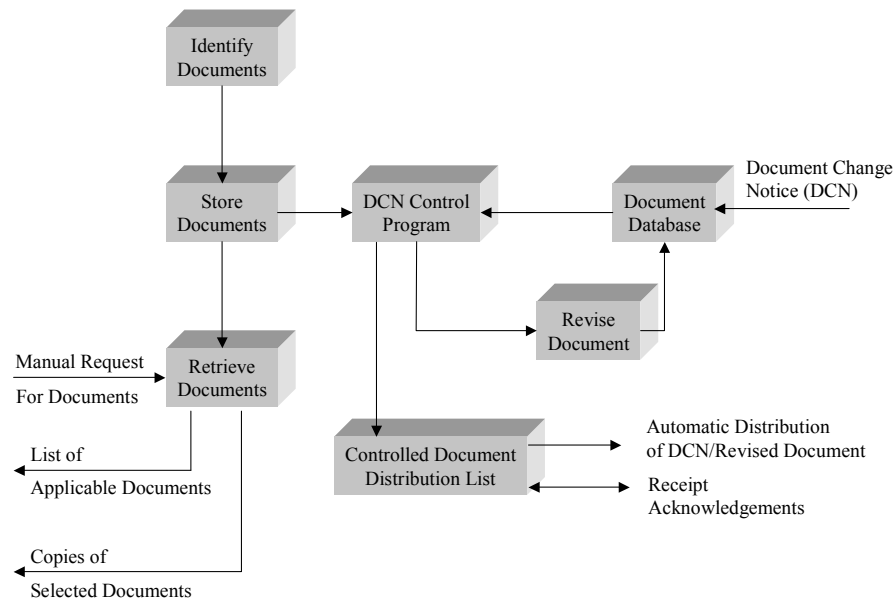 Identify
Documents
Store
Documents
DCN Control
Program
Document
Database
Document Change
Notice (DCN)
Revise
Document
Manual Request
For Documents
Retrieve
Documents
List of
Applicable Documents
Copies of
Selected Documents
Controlled Document
Distribution List
Automatic Distribution
of DCN/Revised Document
Receipt
Acknowledgements